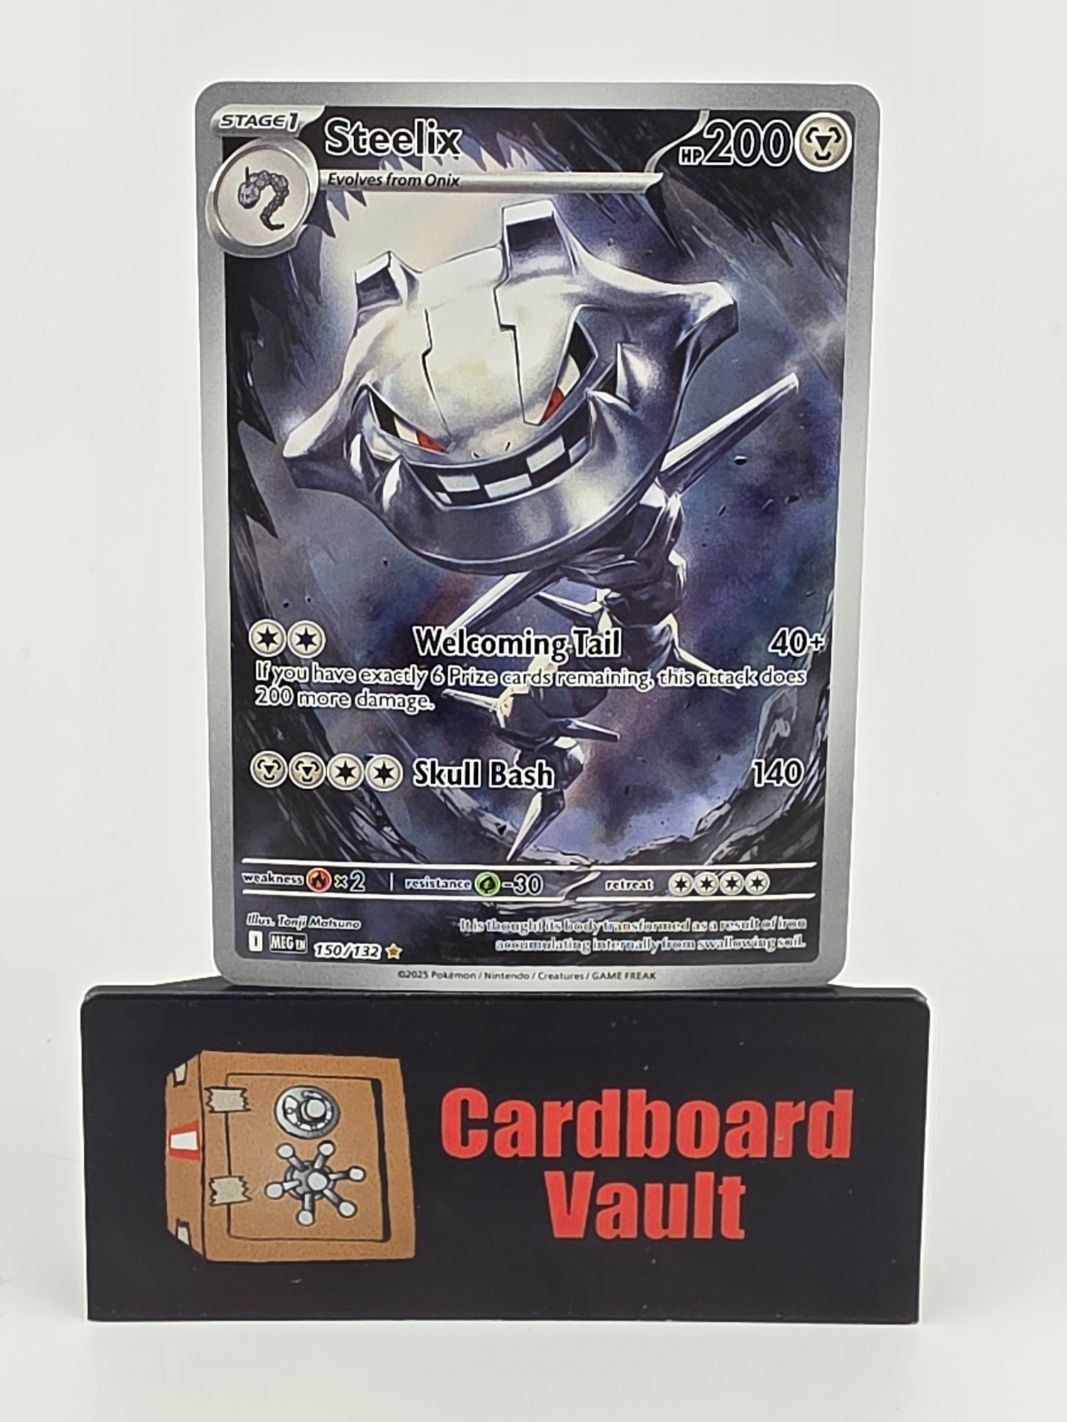 STAGE1
Steelix
HP 200
Evolves from Onix
Welcoming Tail 40+
If you have exactly 6 Prize cards remaining, this attack does
200 more damage.
Skull Bash 140
weakness ×2 resistance -30 retreat
Illus. Tonji Matsuno
It is thought its body transformed as a result of iron
accumulating internally from swallowing soil.
I MEG EN 150/132
©2025 Pokémon / Nintendo / Creatures / GAME FREAK
Cardboard
Vault